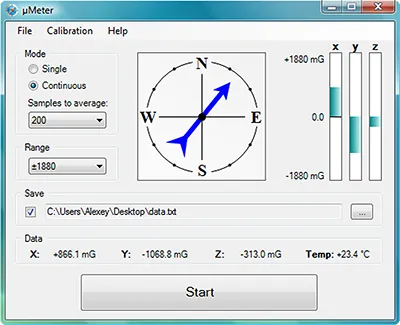 µMeter
File Calibration Help
Mode
Single
Continuous
Samples to average:
200
Range
±1880
N
W E
S
x y z
+1880 mG
0.0
-1880 mG
Save
C:\Users\Alexey\Desktop\data.txt
...
Data
X: +866.1 mG Y: -1068.8 mG Z: -313.0 mG Temp: +23.4 °C
Start